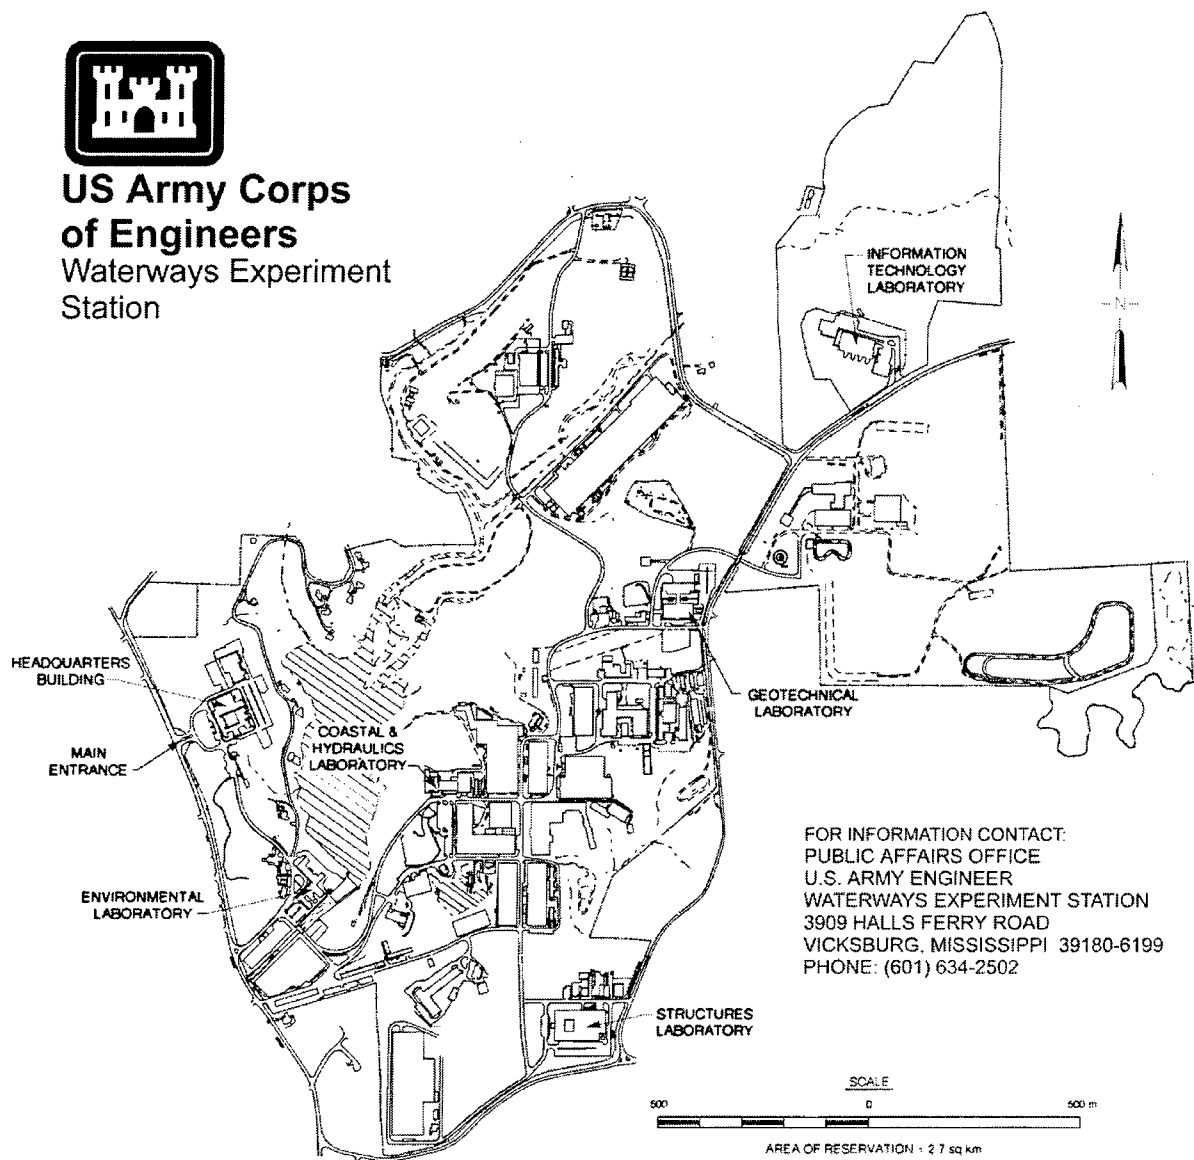 US Army Corps
of Engineers
Waterways Experiment
Station
INFORMATION
TECHNOLOGY
LABORATORY
N
HEADQUARTERS
BUILDING
MAIN
ENTRANCE
COASTAL &
HYDRAULICS
LABORATORY
GEOTECHNICAL
LABORATORY
ENVIRONMENTAL
LABORATORY
FOR INFORMATION CONTACT:
PUBLIC AFFAIRS OFFICE
U.S. ARMY ENGINEER
WATERWAYS EXPERIMENT STATION
3909 HALLS FERRY ROAD
VICKSBURG, MISSISSIPPI 39180-6199
PHONE: (601) 634-2502
STRUCTURES
LABORATORY
SCALE
500 0 500 m
AREA OF RESERVATION = 2.7 sq km